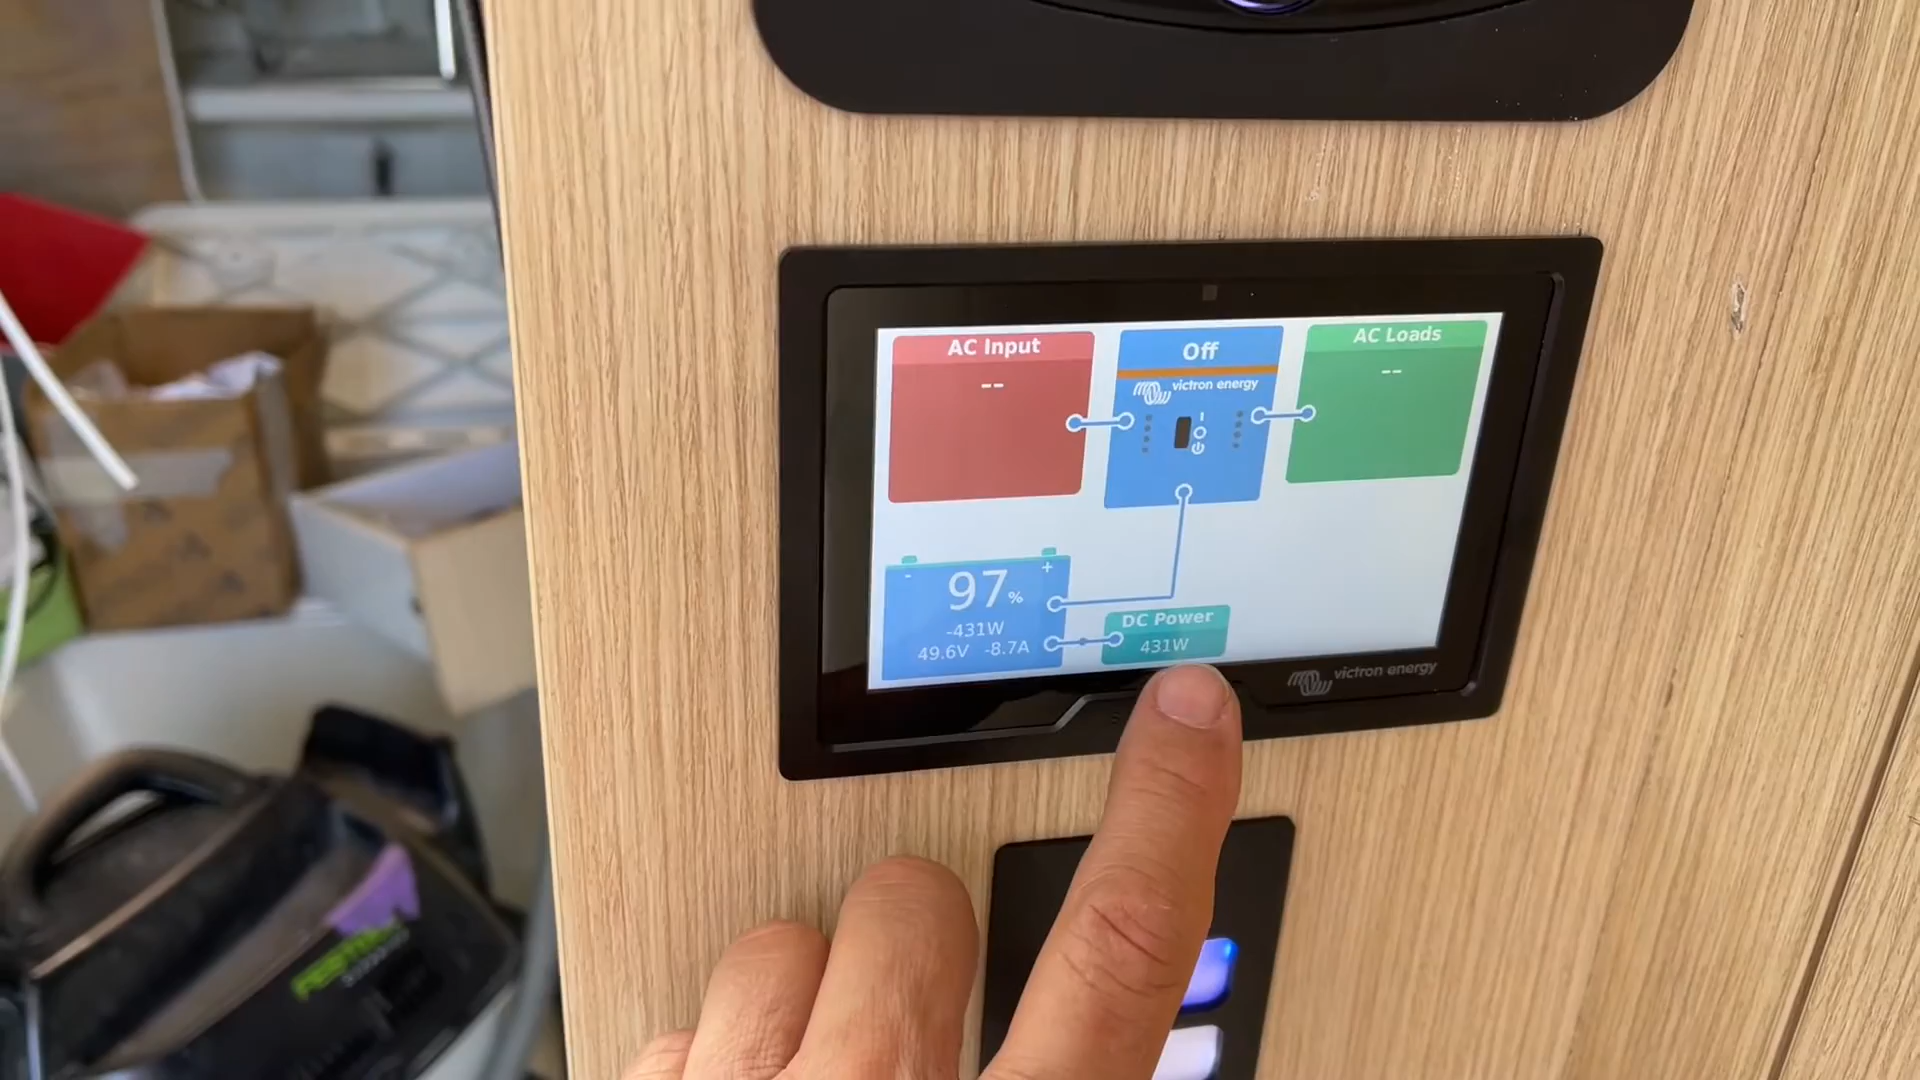 AC Input
--
Off
victron energy
AC Loads
--
- +
97%
-431W
49.6V -8.7A
DC Power
431W
victron energy